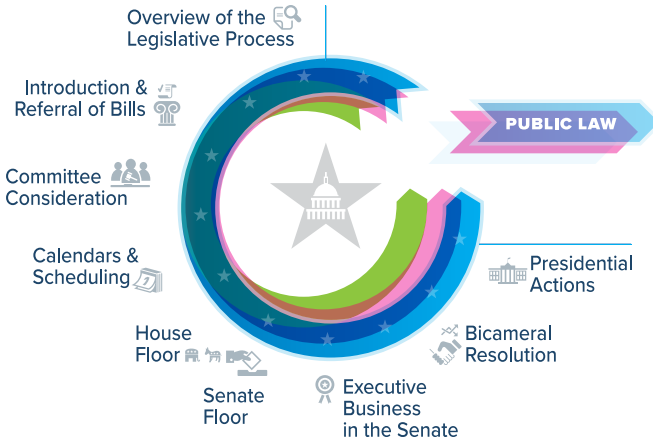 Overview of the
Legislative Process
Introduction &
Referral of Bills
Committee
Consideration
Calendars &
Scheduling
7
House
Floor
Senate
Floor
Executive
Business
in the Senate
Bicameral
Resolution
Presidential
Actions
PUBLIC LAW